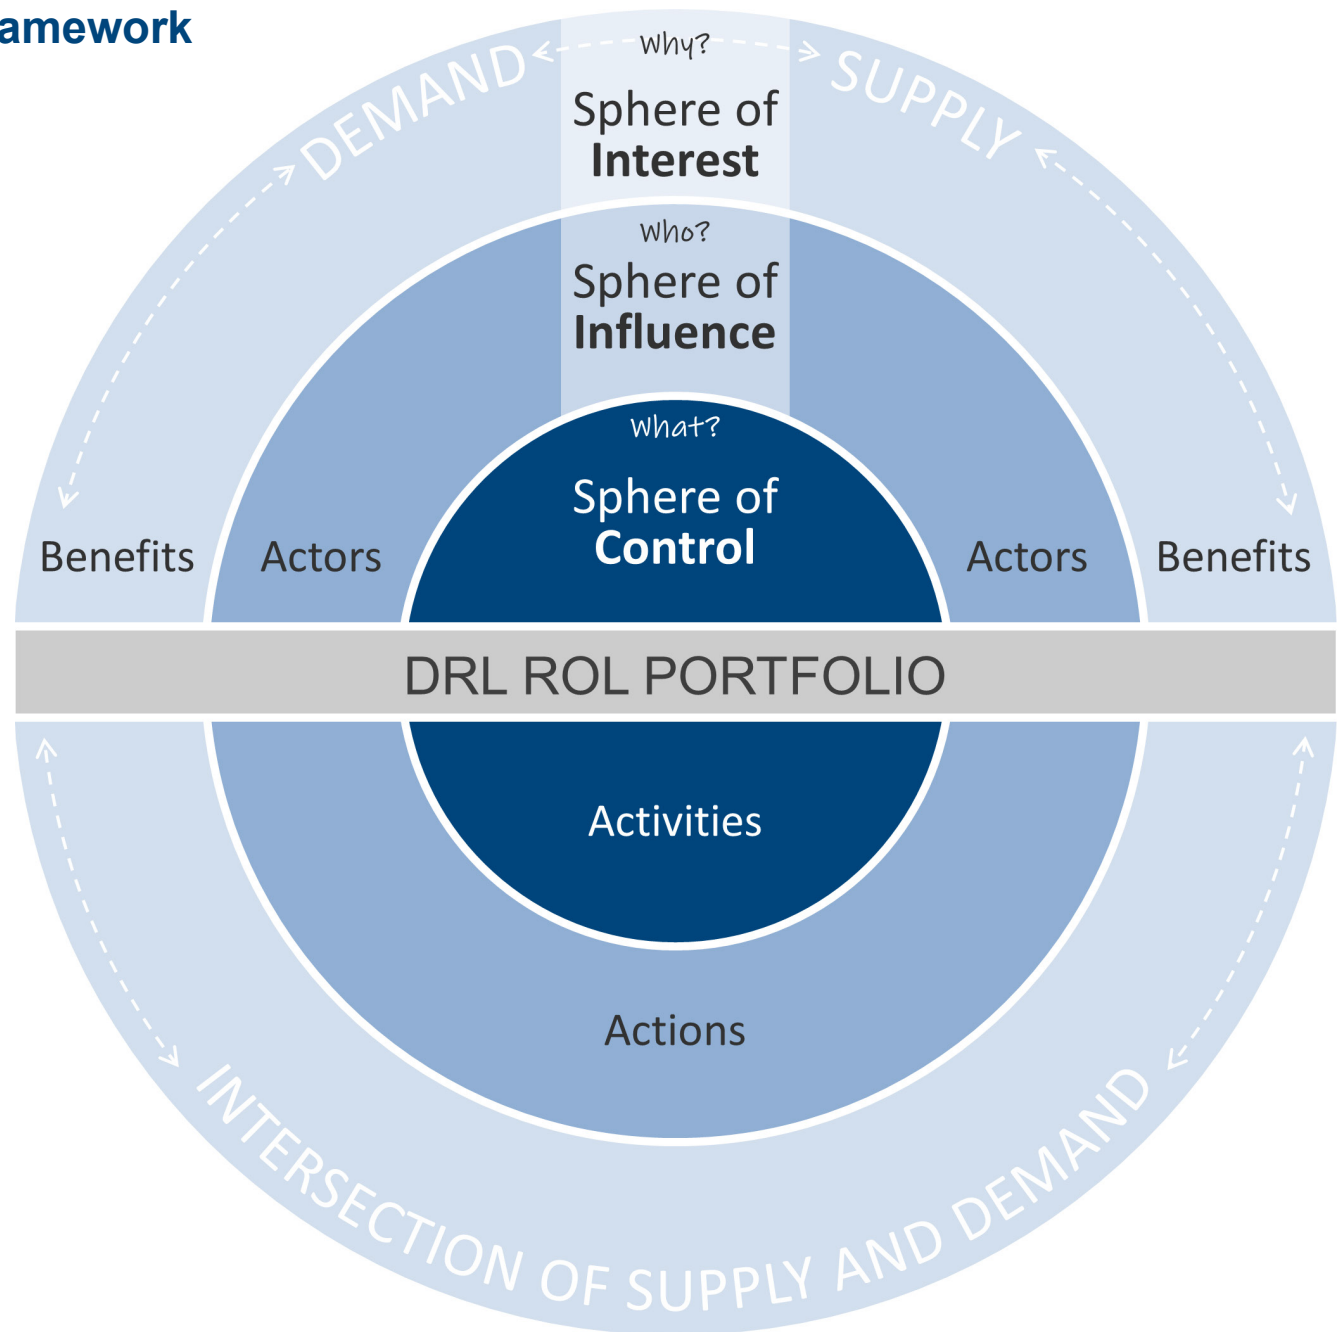 amework
Why?
DEMAND
SUPPLY
Sphere of
Interest
Who?
Sphere of
Influence
What?
Sphere of
Control
Benefits
Actors
Actors
Benefits
DRL ROL PORTFOLIO
Activities
Actions
INTERSECTION OF SUPPLY AND DEMAND